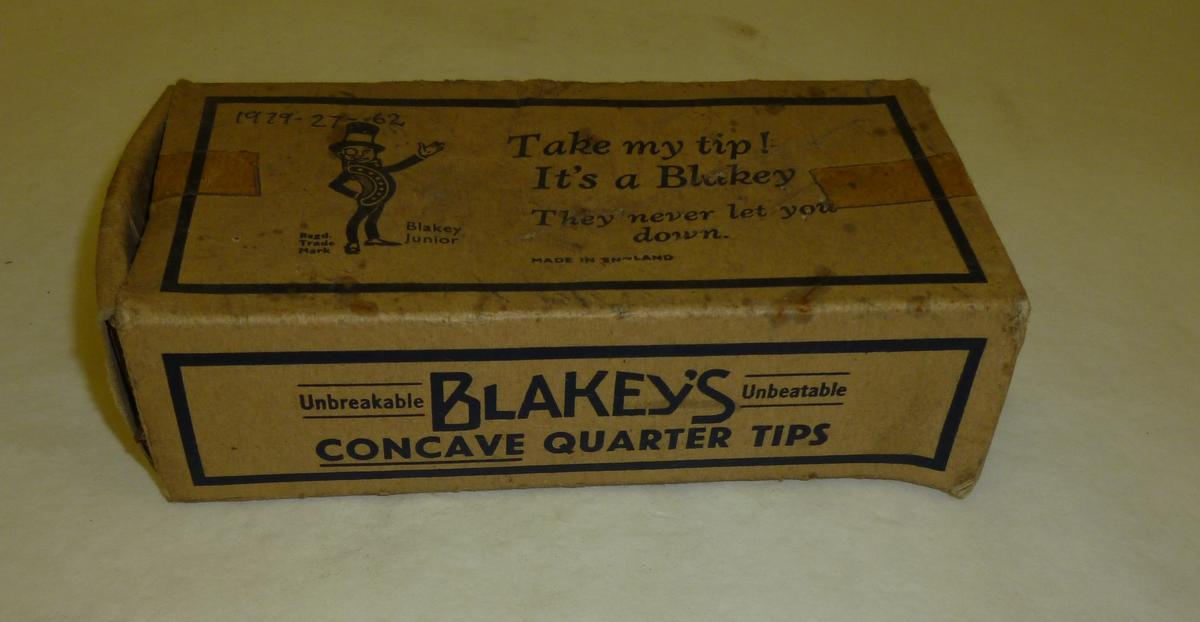 1979-27-62
Take my tip!
It's a Blakey
They never let you
down.
MADE IN ENGLAND
Regd.
Trade
Mark
Blakey
Junior
Unbreakable BLAKEY'S Unbeatable
CONCAVE QUARTER TIPS